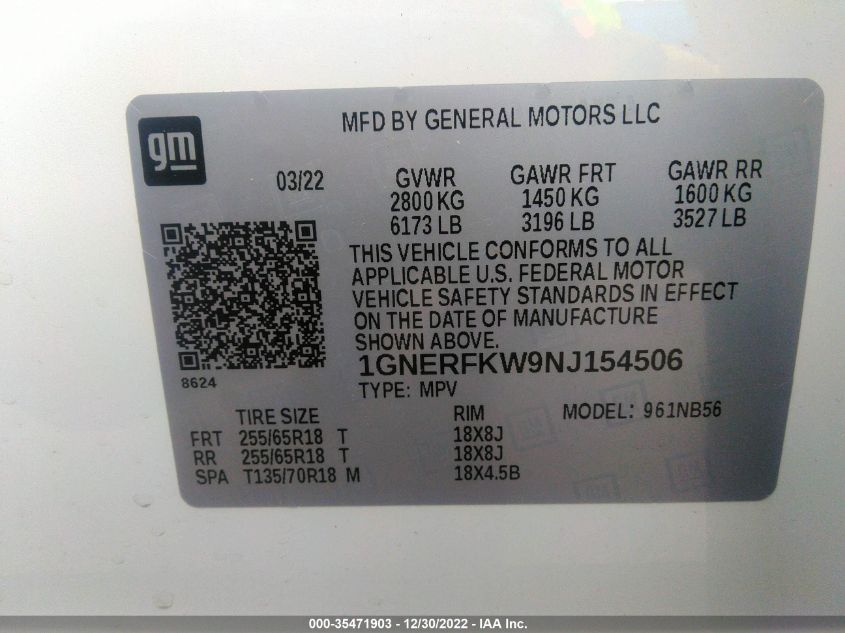 MFD BY GENERAL MOTORS LLC
gm
03/22 GVWR GAWR FRT GAWR RR
2800 KG 1450 KG 1600 KG
6173 LB 3196 LB 3527 LB
THIS VEHICLE CONFORMS TO ALL
APPLICABLE U.S. FEDERAL MOTOR
VEHICLE SAFETY STANDARDS IN EFFECT
ON THE DATE OF MANUFACTURE
SHOWN ABOVE.
1GNERFKW9NJ154506
8624
TYPE: MPV
TIRE SIZE RIM MODEL: 961NB56
FRT 255/65R18 T 18X8J
RR 255/65R18 T 18X8J
SPA T135/70R18 M 18X4.5B
000-35471903 - 12/30/2022 - IAA Inc.